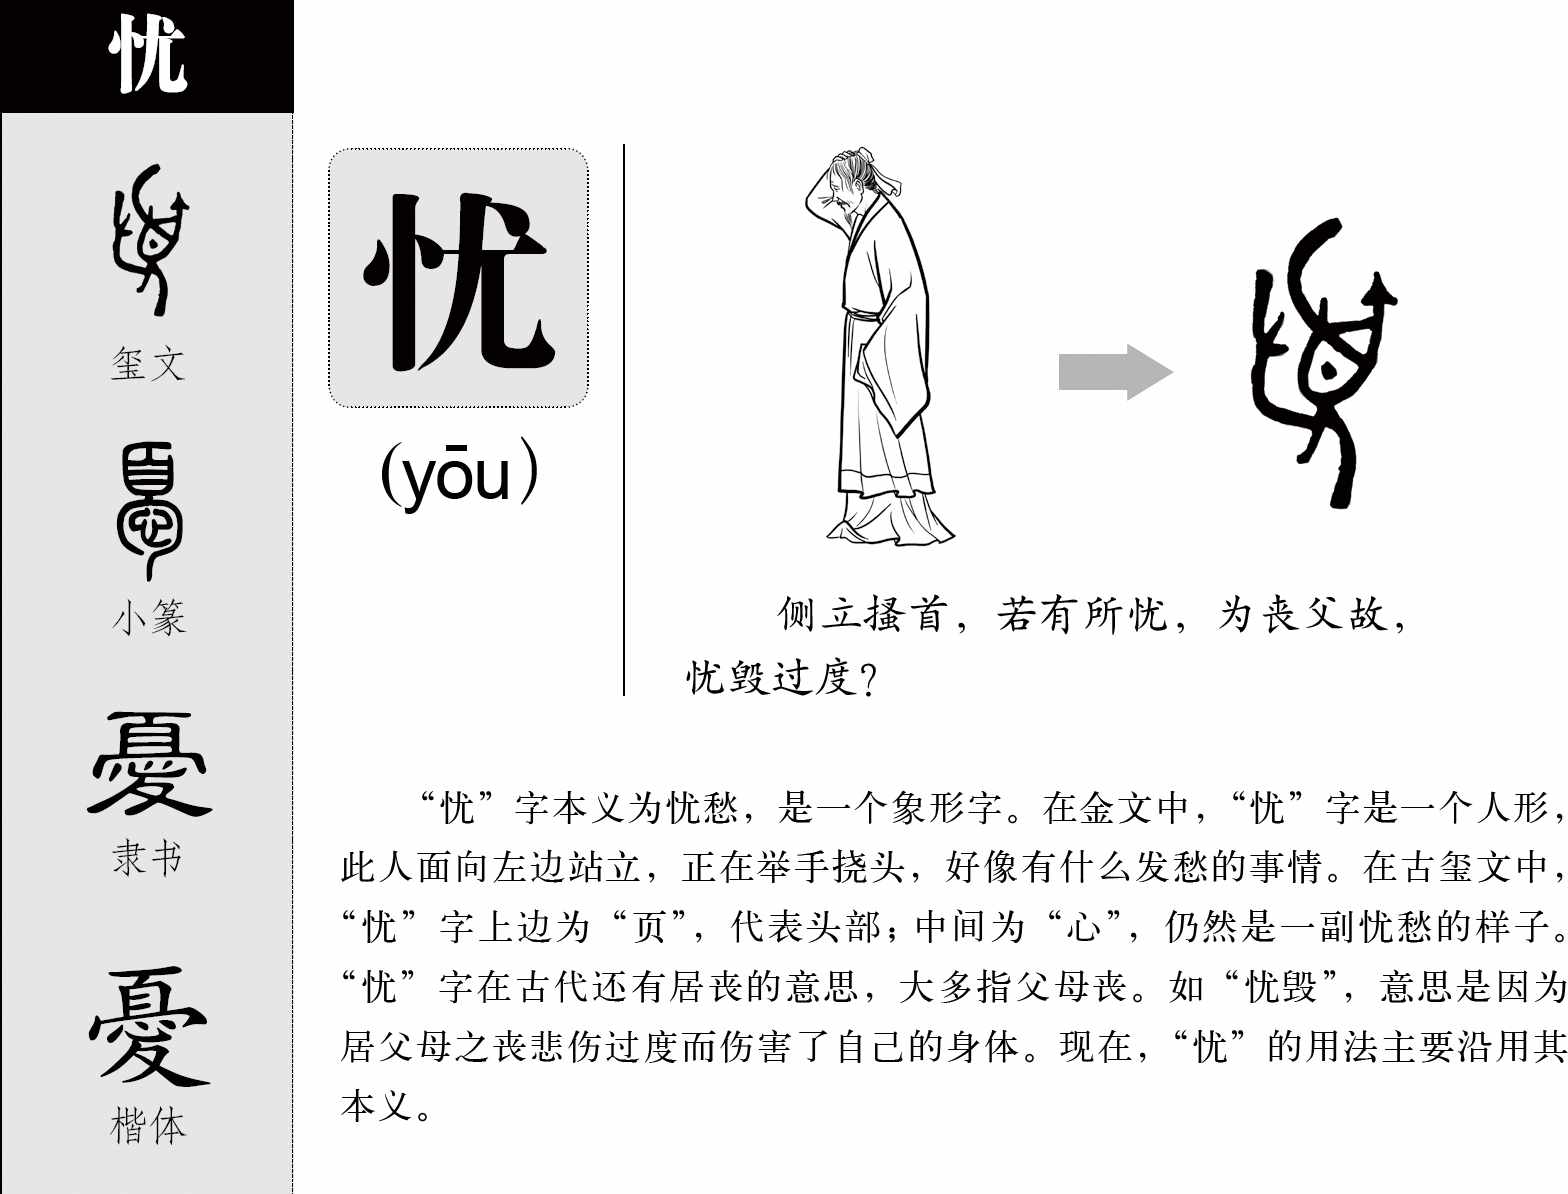 忧
玺文
小篆
憂
隶书
憂
楷体
忧
(yōu)
侧立搔首，若有所忧，为丧父故，
忧毁过度？
“忧”字本义为忧愁，是一个象形字。在金文中，“忧”字是一个人形，
此人面向左边站立，正在举手挠头，好像有什么发愁的事情。在古玺文中，
“忧”字上边为“页”，代表头部；中间为“心”，仍然是一副忧愁的样子。
“忧”字在古代还有居丧的意思，大多指父母丧。如“忧毁”，意思是因为
居父母之丧悲伤过度而伤害了自己的身体。现在，“忧”的用法主要沿用其
本义。